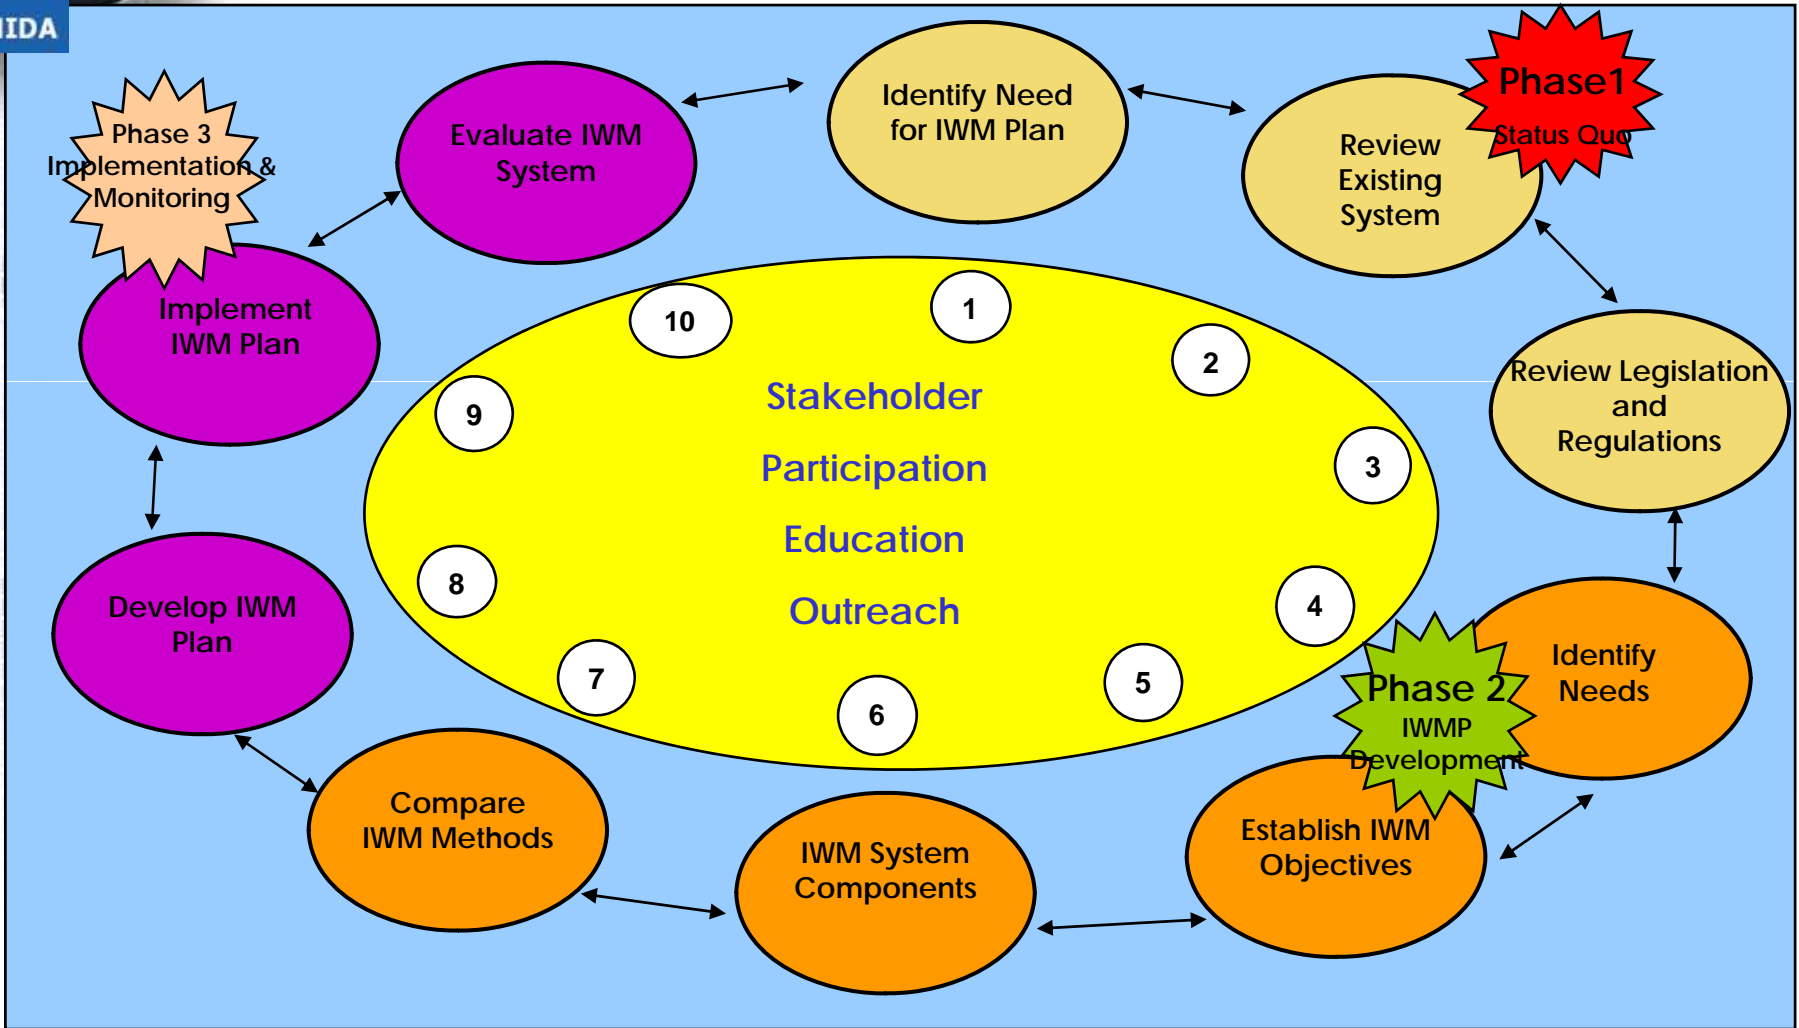 Identify Need
for IWM Plan
Phase1
Status Quo
Review
Existing
System
Review Legislation
and
Regulations
Identify
Needs
Phase 2
IWMP
Development
Establish IWM
Objectives
IWM System
Components
Compare
IWM Methods
Develop IWM
Plan
Phase 3
Implementation &
Monitoring
Implement
IWM Plan
Evaluate IWM
System
1
2
3
4
5
6
7
8
9
10
Stakeholder
Participation
Education
Outreach